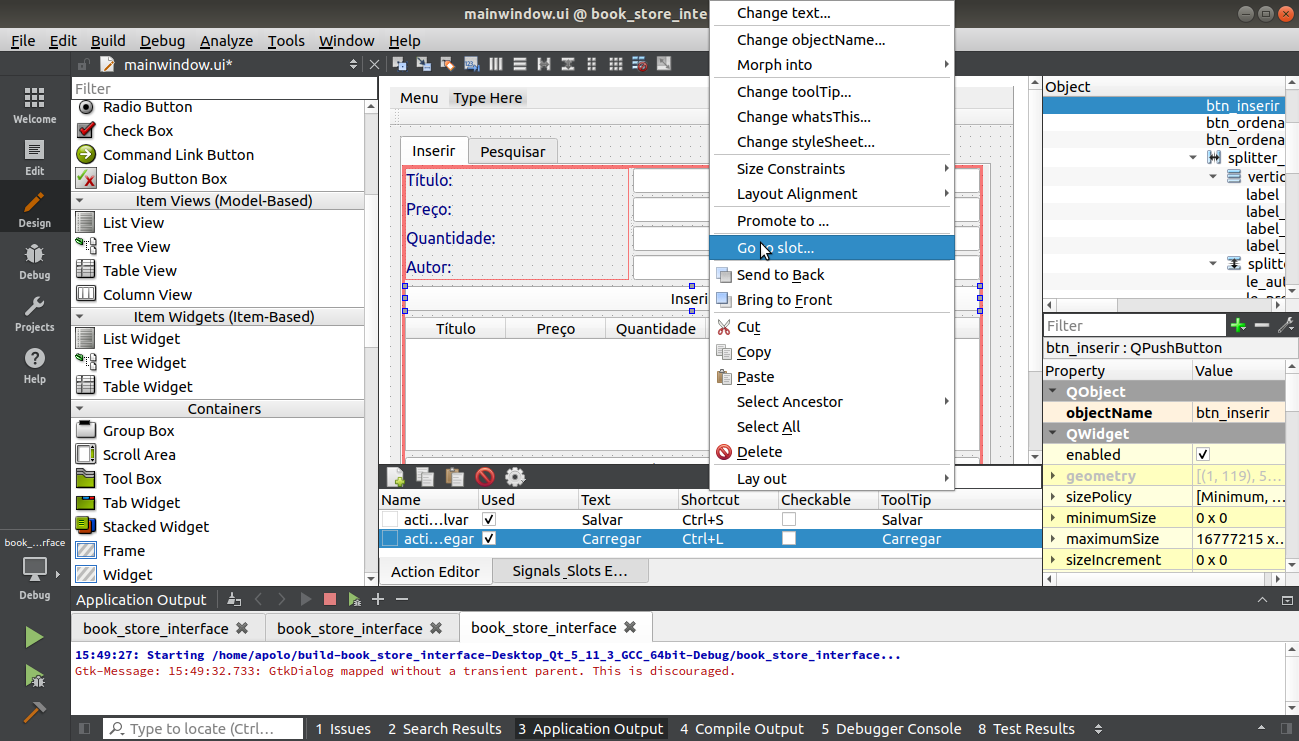 mainwindow.ui @ book_store_inte
File Edit Build Debug Analyze Tools Window Help
mainwindow.ui*
Welcome
Edit
Design
Debug
Projects
Help
book_...rface
Debug
Filter
Radio Button
Check Box
Command Link Button
Dialog Button Box
Item Views (Model-Based)
List View
Tree View
Table View
Column View
Item Widgets (Item-Based)
List Widget
Tree Widget
Table Widget
Containers
Group Box
Scroll Area
Tool Box
Tab Widget
Stacked Widget
Frame
Widget
Menu Type Here
Inserir Pesquisar
Título:
Preço:
Quantidade:
Autor:
Inseri
Título Preço Quantidade
Change text...
Change objectName...
Morph into
Change toolTip...
Change whatsThis...
Change styleSheet...
Size Constraints
Layout Alignment
Promote to ...
Go to slot...
Send to Back
Bring to Front
Cut
Copy
Paste
Select Ancestor
Select All
Delete
Lay out
Name Used Text Shortcut Checkable ToolTip
acti...lvar Salvar Ctrl+S Salvar
acti...egar Carregar Ctrl+L Carregar
Action Editor Signals_Slots E...
Object
btn_inserir
btn_ordena
btn_ordena
splitter_
vertic
label
label_
label_
label_
splitt
le_aut
Filter
btn_inserir : QPushButton
Property Value
QObject
objectName btn_inserir
QWidget
enabled
geometry [(1, 119), 5...
sizePolicy [Minimum, ...
minimumSize 0 x 0
maximumSize 16777215 x...
sizeIncrement 0 x 0
Application Output
book_store_interface book_store_interface book_store_interface
15:49:27: Starting /home/apolo/build-book_store_interface-Desktop_Qt_5_11_3_GCC_64bit-Debug/book_store_interface...
Gtk-Message: 15:49:32.733: GtkDialog mapped without a transient parent. This is discouraged.
Type to locate (Ctrl... 1 Issues 2 Search Results 3 Application Output 4 Compile Output 5 Debugger Console 8 Test Results